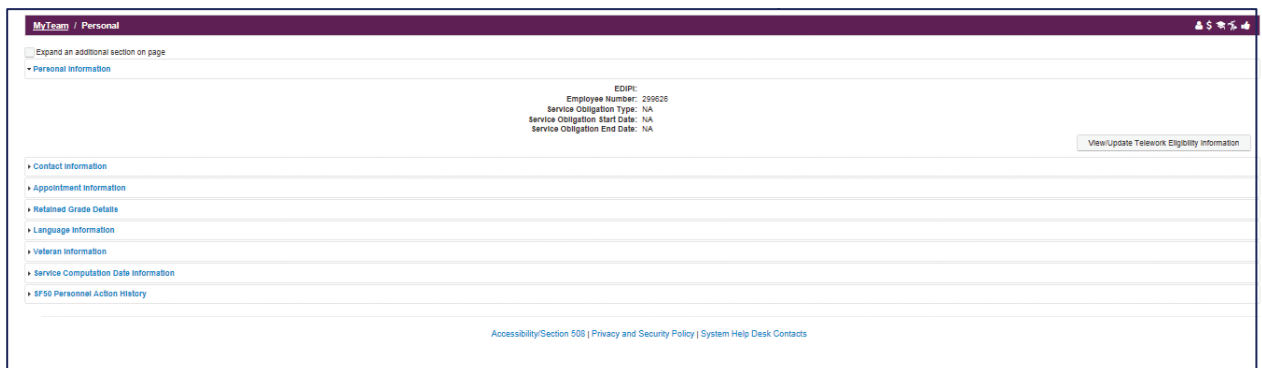 MyTeam / Personal
Expand an additional section on page
Personal Information
EDIPI:
Employee Number: 299626
Service Obligation Type: NA
Service Obligation Start Date: NA
Service Obligation End Date: NA
View/Update Telework Eligibility Information
Contact Information
Appointment Information
Retained Grade Details
Language Information
Veteran Information
Service Computation Date Information
SF50 Personnel Action History
Accessibility/Section 508 | Privacy and Security Policy | System Help Desk Contacts